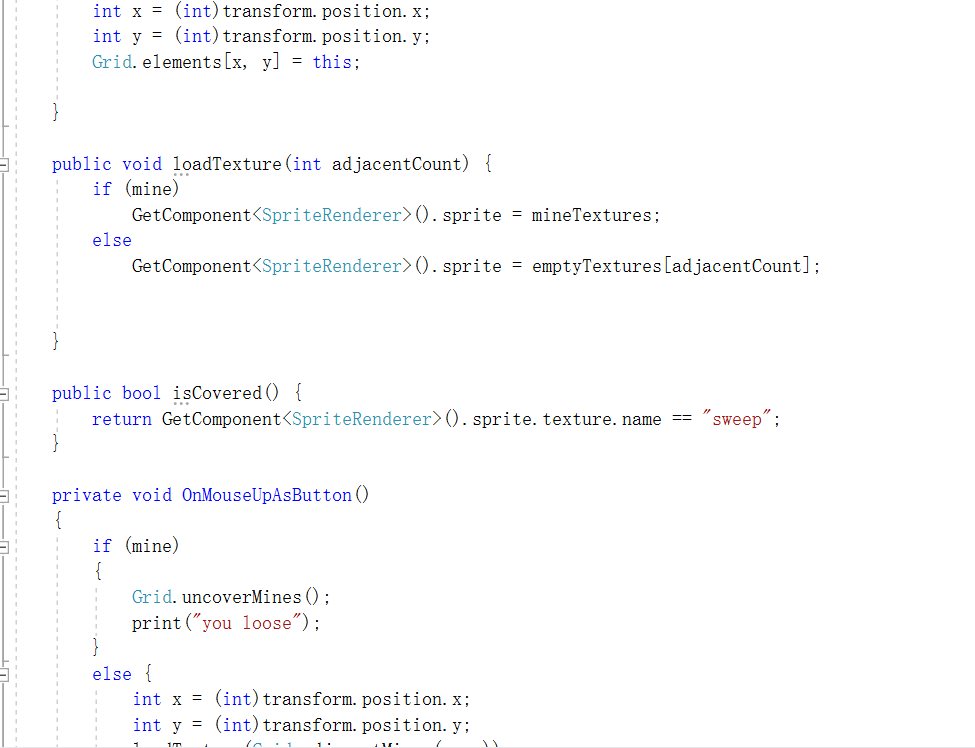 int x = (int)transform.position.x;
int y = (int)transform.position.y;
Grid.elements[x, y] = this;
}
public void loadTexture(int adjacentCount) {
if (mine)
GetComponent<SpriteRenderer>().sprite = mineTextures;
else
GetComponent<SpriteRenderer>().sprite = emptyTextures[adjacentCount];
}
public bool isCovered() {
return GetComponent<SpriteRenderer>().sprite.texture.name == "sweep";
}
private void OnMouseUpAsButton()
{
if (mine)
{
Grid.uncoverMines();
print("you loose");
}
else {
int x = (int)transform.position.x;
int y = (int)transform.position.y;